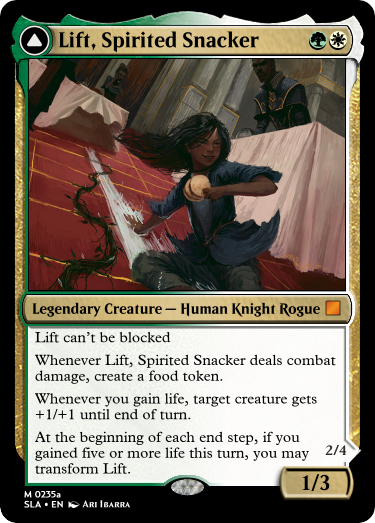 Lift, Spirited Snacker
Legendary Creature — Human Knight Rogue
Lift can't be blocked
Whenever Lift, Spirited Snacker deals combat
damage, create a food token.
Whenever you gain life, target creature gets
+1/+1 until end of turn.
At the beginning of each end step, if you
gained five or more life this turn, you may
transform Lift.
2/4
1/3
M 0235a
SLA • EN Ari Ibarra